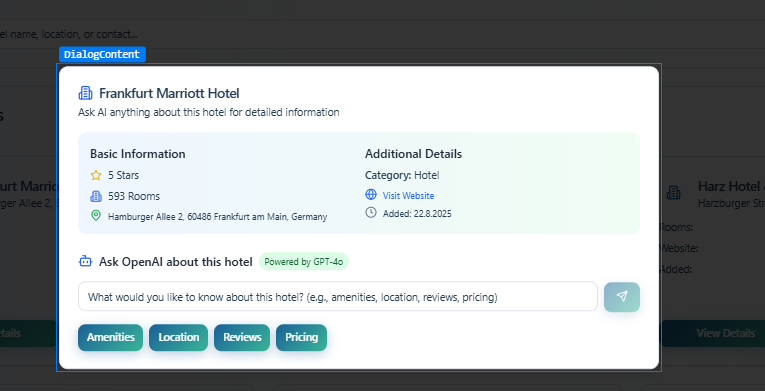 el name, location, or contact...
DialogContent
Frankfurt Marriott Hotel
Ask AI anything about this hotel for detailed information
Basic Information
5 Stars
593 Rooms
Hamburger Allee 2, 60486 Frankfurt am Main, Germany
Additional Details
Category: Hotel
Visit Website
Added: 22.8.2025
Ask OpenAI about this hotel
Powered by GPT-4o
What would you like to know about this hotel? (e.g., amenities, location, reviews, pricing)
Amenities
Location
Reviews
Pricing
s
urt Marrio
rger Allee 2, 6
etails
Harz Hotel
Harzburger Str
Rooms:
Website:
Added:
View Details